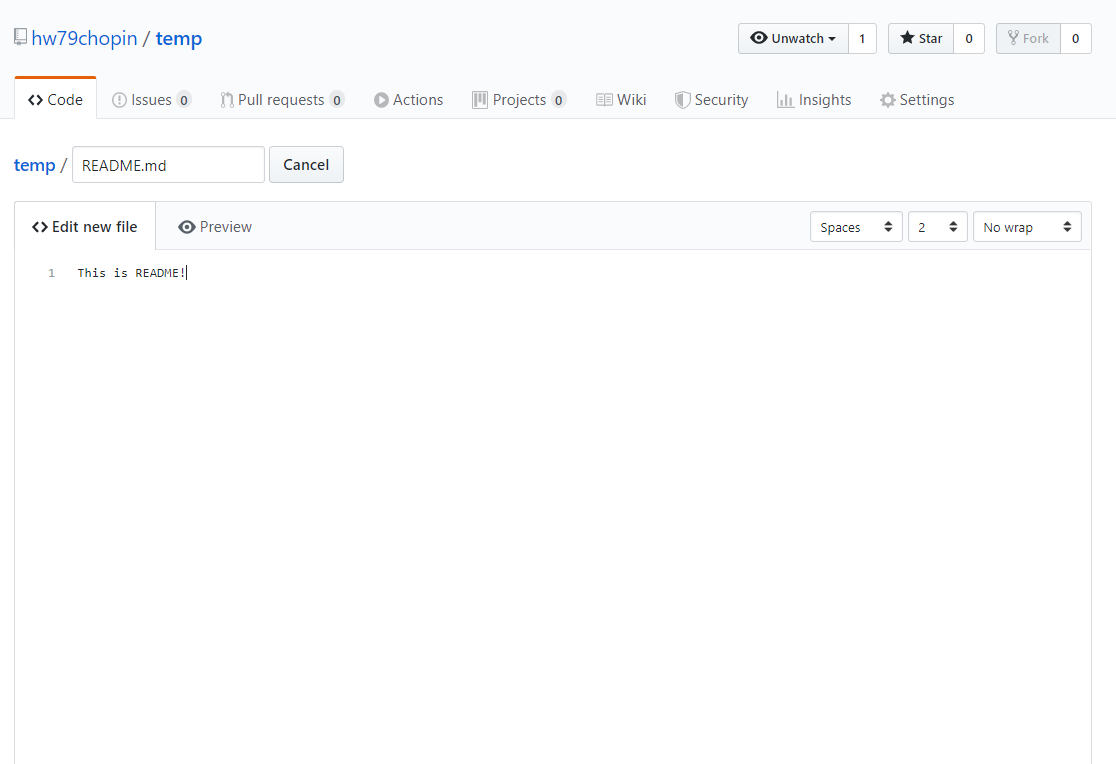 hw79chopin / temp
Unwatch 1 Star 0 Fork 0
Code Issues 0 Pull requests 0 Actions Projects 0 Wiki Security Insights Settings
temp / README.md Cancel
Edit new file Preview Spaces 2 No wrap
1 This is README!